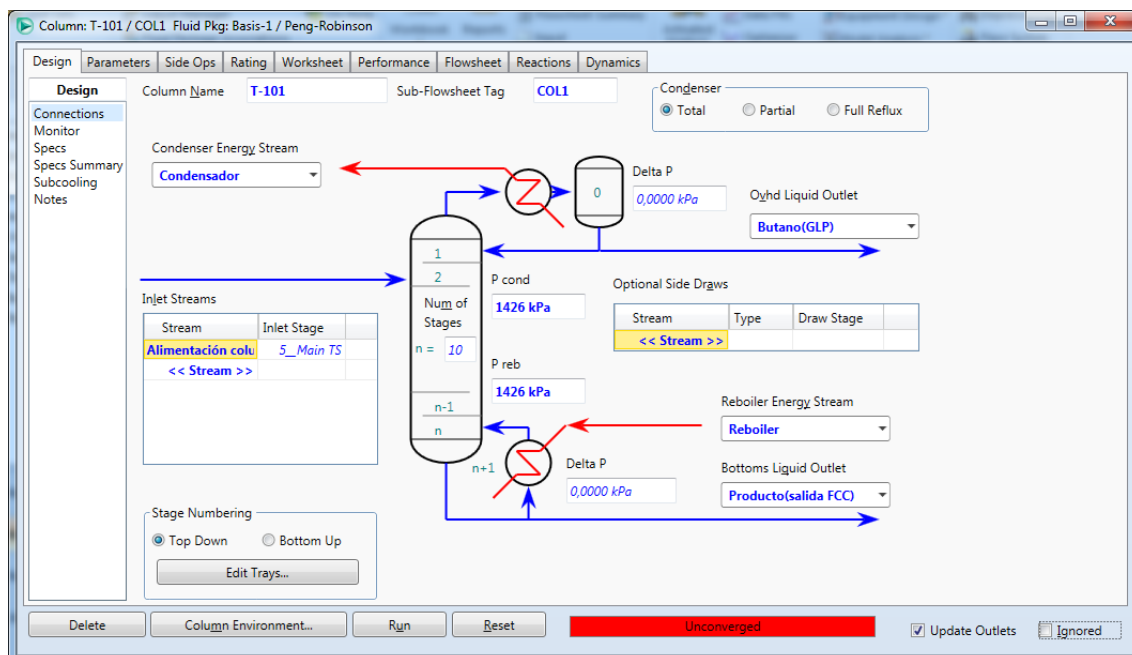 Column: T-101 / COL1 Fluid Pkg: Basis-1 / Peng-Robinson
Design Parameters Side Ops Rating Worksheet Performance Flowsheet Reactions Dynamics
Design
Connections
Monitor
Specs
Specs Summary
Subcooling
Notes
Column Name T-101 Sub-Flowsheet Tag COL1
Condenser
Total Partial Full Reflux
Condenser Energy Stream
Condensador
0
Delta P
0,0000 kPa
Ovhd Liquid Outlet
Butano(GLP)
1
2
Num of
Stages
n = 10
n-1
n
n+1
P cond
1426 kPa
P reb
1426 kPa
Inlet Streams
Stream Inlet Stage
Alimentación colu 5__Main TS
<< Stream >>
Optional Side Draws
Stream Type Draw Stage
<< Stream >>
Reboiler Energy Stream
Reboiler
Delta P
0,0000 kPa
Bottoms Liquid Outlet
Producto(salida FCC)
Stage Numbering
Top Down Bottom Up
Edit Trays...
Delete Column Environment... Run Reset Unconverged Update Outlets Ignored